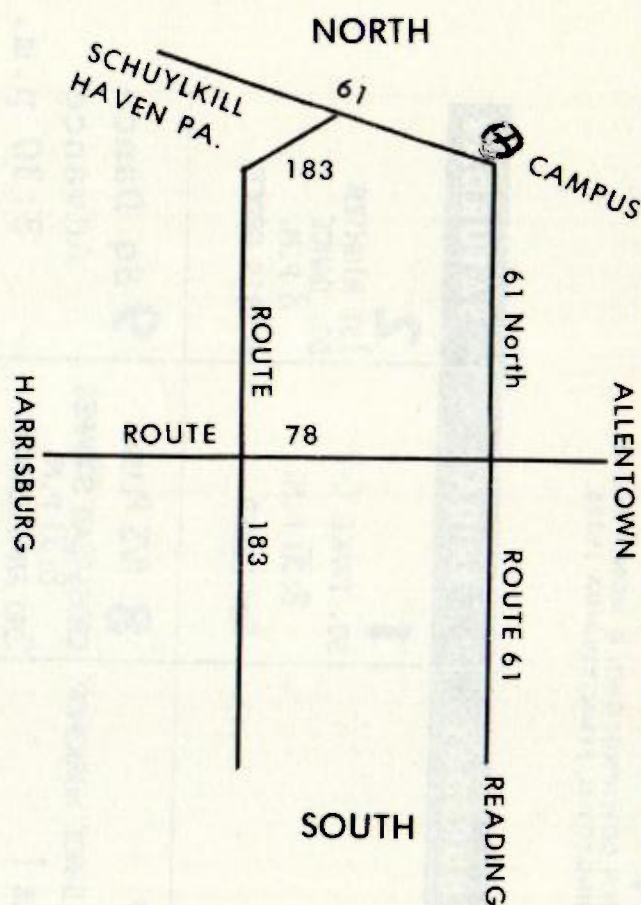 NORTH
SCHUYLKILL
HAVEN PA.
61
183
CAMPUS
ROUTE
61 North
HARRISBURG
ROUTE 78
ALLENTOWN
183
ROUTE 61
SOUTH
READING